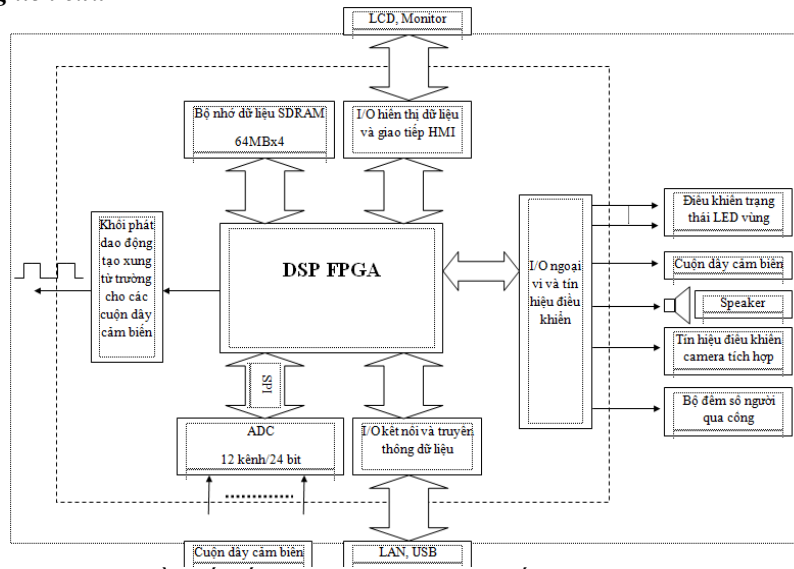 LCD, Monitor
Bộ nhớ dữ liệu SDRAM
64MBx4
I/O hiển thị dữ liệu
và giao tiếp HMI
Khối phát
dao động
tạo xung
từ trường
cho các
cuộn dây
cảm biến
DSP FPGA
I/O ngoại
vi và tín
hiệu điều
khiển
Điều khiển trạng
thái LED vùng
Cuộn dây cảm biến
Speaker
Tín hiệu điều khiển
camera tích hợp
Bộ đếm số người
qua cổng
SPI
ADC
12 kênh/24 bit
I/O kết nối và truyền
thông dữ liệu
Cuộn dây cảm biến
LAN, USB